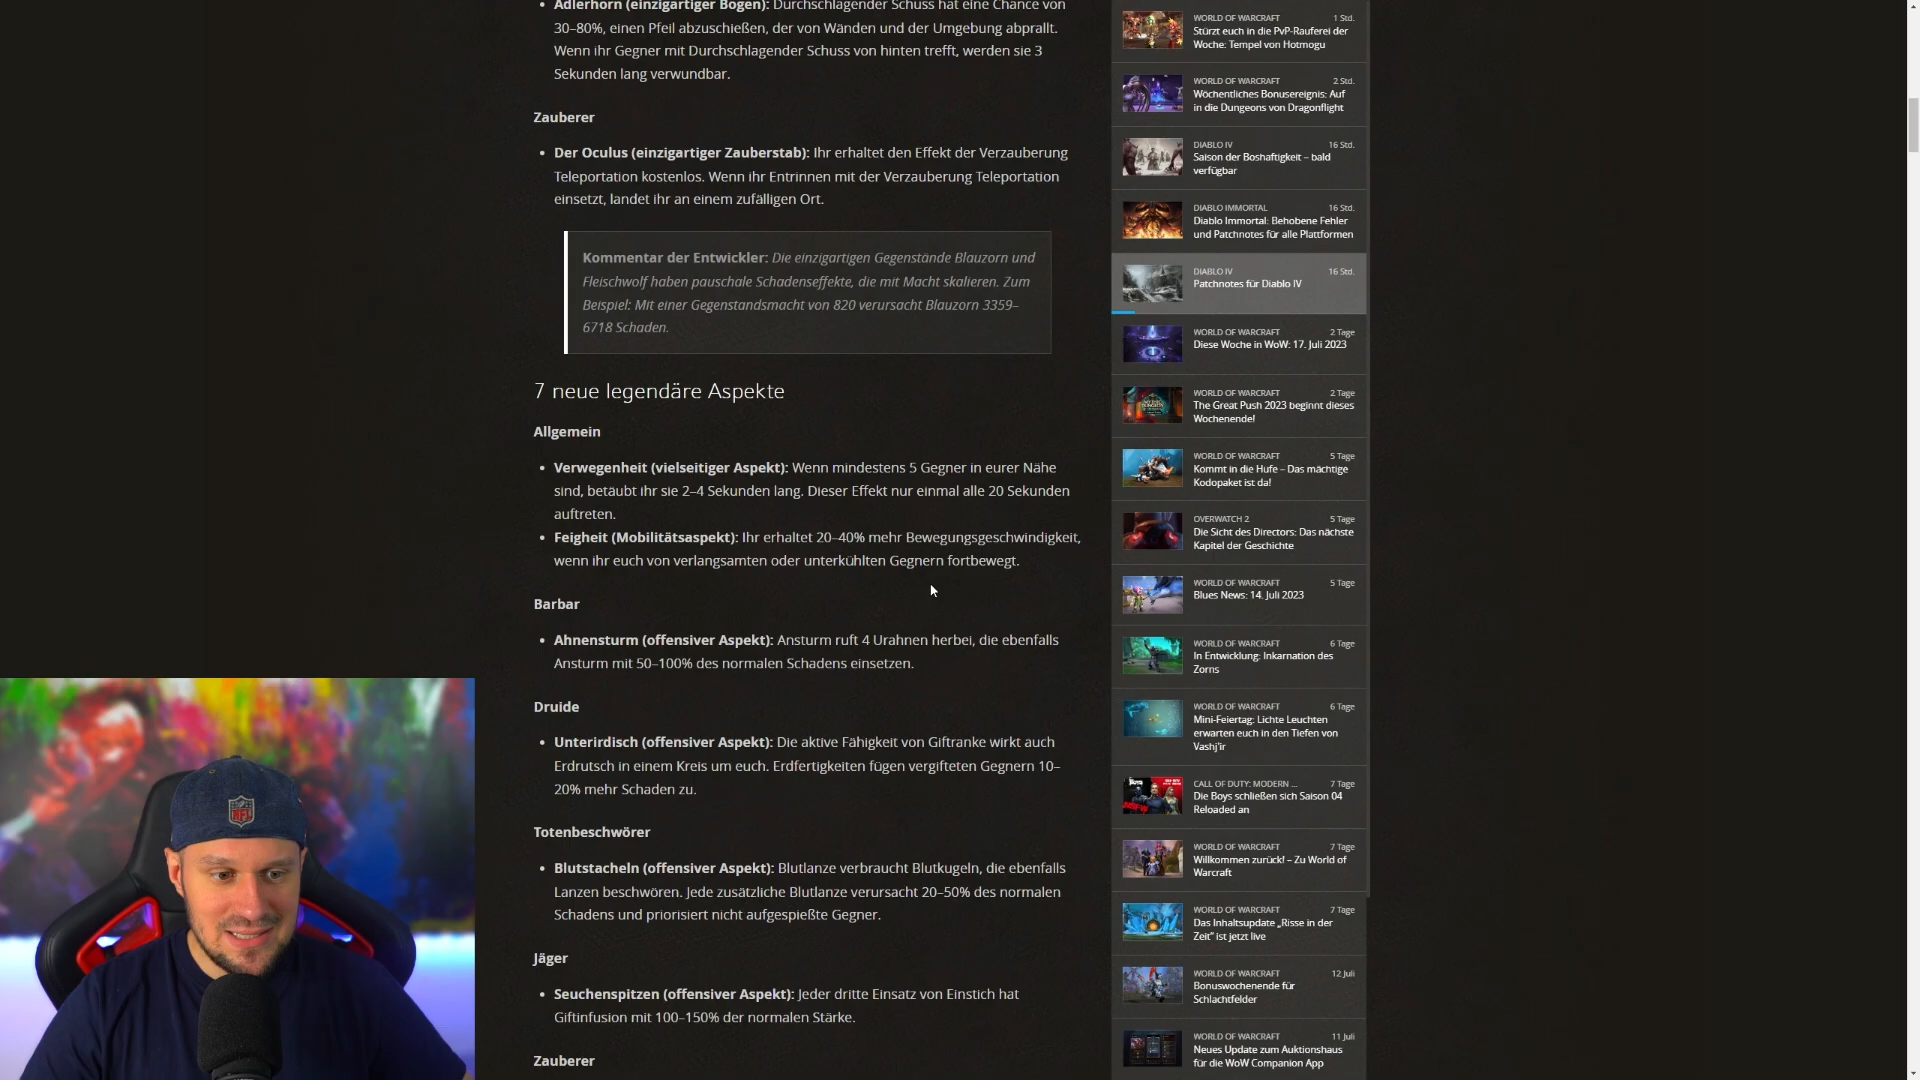 Adlerhorn (einzigartiger Bogen): Durchschlagender Schuss hat eine Chance von
30–80%, einen Pfeil abzuschießen, der von Wänden und der Umgebung abprallt.
Wenn ihr Gegner mit Durchschlagender Schuss von hinten trefft, werden sie 3
Sekunden lang verwundbar.
Zauberer
Der Oculus (einzigartiger Zauberstab): Ihr erhaltet den Effekt der Verzauberung
Teleportation kostenlos. Wenn ihr Entrinnen mit der Verzauberung Teleportation
einsetzt, landet ihr an einem zufälligen Ort.
Kommentar der Entwickler: Die einzigartigen Gegenstände Blauzorn und
Fleischwolf haben pauschale Schadenseffekte, die mit Macht skalieren. Zum
Beispiel: Mit einer Gegenstandsmacht von 820 verursacht Blauzorn 3359–
6718 Schaden.
7 neue legendäre Aspekte
Allgemein
Verwegenheit (vielseitiger Aspekt): Wenn mindestens 5 Gegner in eurer Nähe
sind, betäubt ihr sie 2–4 Sekunden lang. Dieser Effekt nur einmal alle 20 Sekunden
auftreten.
Feigheit (Mobilitätsaspekt): Ihr erhaltet 20–40% mehr Bewegungsgeschwindigkeit,
wenn ihr euch von verlangsamten oder unterkühlten Gegnern fortbewegt.
Barbar
Ahnensturm (offensiver Aspekt): Ansturm ruft 4 Urahnen herbei, die ebenfalls
Ansturm mit 50–100% des normalen Schadens einsetzen.
Druide
Unterirdisch (offensiver Aspekt): Die aktive Fähigkeit von Giftranke wirkt auch
Erdrutsch in einem Kreis um euch. Erdfertigkeiten fügen vergifteten Gegnern 10–
20% mehr Schaden zu.
Totenbeschwörer
Blutstacheln (offensiver Aspekt): Blutlanze verbraucht Blutkugeln, die ebenfalls
Lanzen beschwören. Jede zusätzliche Blutlanze verursacht 20–50% des normalen
Schadens und priorisiert nicht aufgespießte Gegner.
Jäger
Seuchenspitzen (offensiver Aspekt): Jeder dritte Einsatz von Einstich hat
Giftinfusion mit 100–150% der normalen Stärke.
Zauberer
WORLD OF WARCRAFT 1 Std.
Stürzt euch in die PvP-Rauferei der
Woche: Tempel von Hotmogu
WORLD OF WARCRAFT 2 Std.
Wöchentliches Bonusereignis: Auf
in die Dungeons von Dragonflight
DIABLO IV 16 Std.
Saison der Boshaftigkeit – bald
verfügbar
DIABLO IMMORTAL 16 Std.
Diablo Immortal: Behobene Fehler
und Patchnotes für alle Plattformen
DIABLO IV 16 Std.
Patchnotes für Diablo IV
WORLD OF WARCRAFT 2 Tage
Diese Woche in WoW: 17. Juli 2023
WORLD OF WARCRAFT 2 Tage
The Great Push 2023 beginnt dieses
Wochenende!
WORLD OF WARCRAFT 5 Tage
Kommt in die Hufe – Das mächtige
Kodopaket ist da!
OVERWATCH 2 5 Tage
Die Sicht des Directors: Das nächste
Kapitel der Geschichte
WORLD OF WARCRAFT 5 Tage
Blues News: 14. Juli 2023
WORLD OF WARCRAFT 6 Tage
In Entwicklung: Inkarnation des
Zorns
WORLD OF WARCRAFT 6 Tage
Mini-Feiertag: Lichte Leuchten
erwarten euch in den Tiefen von
Vashj'ir
CALL OF DUTY: MODERN ... 7 Tage
Die Boys schließen sich Saison 04
Reloaded an
WORLD OF WARCRAFT 7 Tage
Willkommen zurück! – Zu World of
Warcraft
WORLD OF WARCRAFT 7 Tage
Das Inhaltsupdate „Risse in der
Zeit“ ist jetzt live
WORLD OF WARCRAFT 12 Juli
Bonuswochenende für
Schlachtfelder
WORLD OF WARCRAFT 11 Juli
Neues Update zum Auktionshaus
für die WoW Companion App
NFL